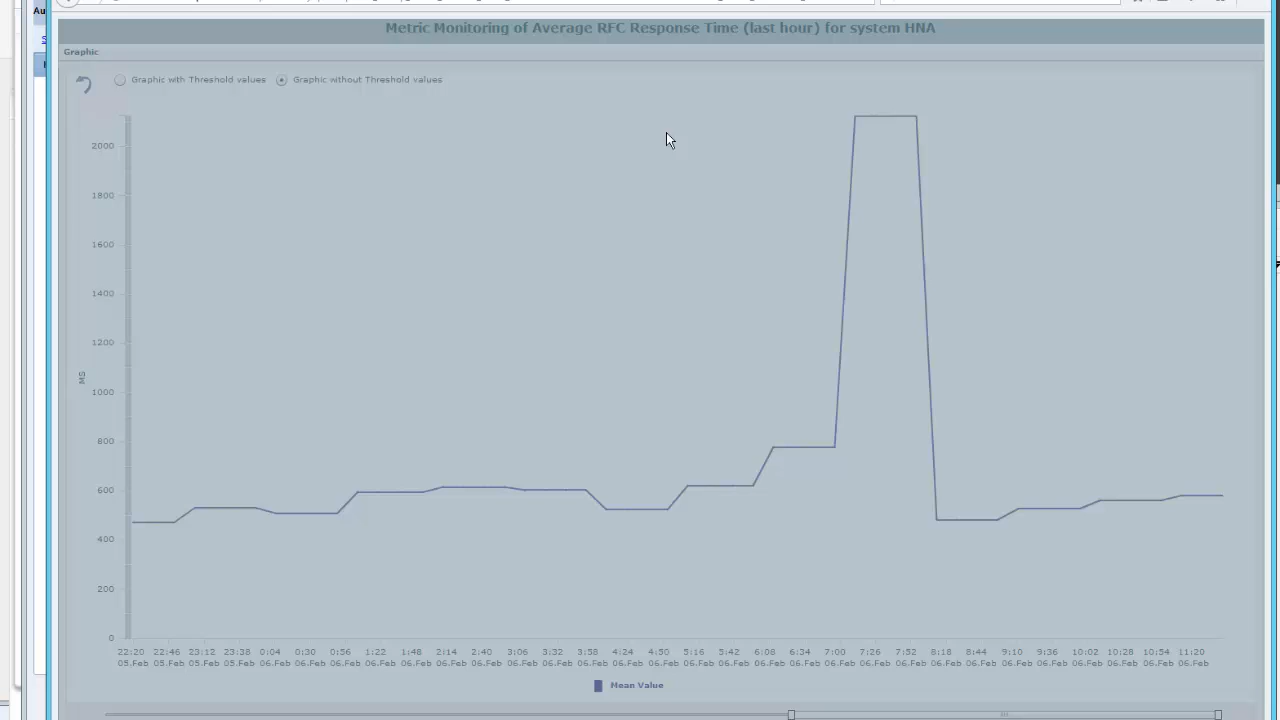 Au
S
Metric Monitoring of Average RFC Response Time (last hour) for system HNA
Graphic
Graphic with Threshold values Graphic without Threshold values
2000
1800
1600
1400
1200
MS
1000
800
600
400
200
0
22:20 22:46 23:12 23:38 0:04 0:30 0:56 1:22 1:48 2:14 2:40 3:06 3:32 3:58 4:24 4:50 5:16 5:42 6:08 6:34 7:00 7:26 7:52 8:18 8:44 9:10 9:36 10:02 10:28 10:54 11:20
05.Feb 05.Feb 05.Feb 05.Feb 06.Feb 06.Feb 06.Feb 06.Feb 06.Feb 06.Feb 06.Feb 06.Feb 06.Feb 06.Feb 06.Feb 06.Feb 06.Feb 06.Feb 06.Feb 06.Feb 06.Feb 06.Feb 06.Feb 06.Feb 06.Feb 06.Feb 06.Feb 06.Feb 06.Feb 06.Feb 06.Feb
Mean Value